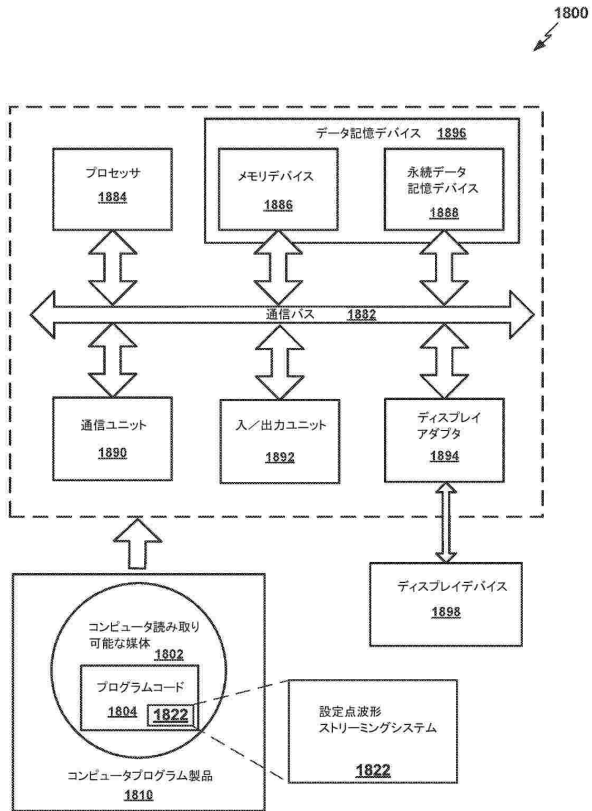 1800
データ記憶デバイス 1896
プロセッサ
1884
メモリデバイス
1886
永続データ
記憶デバイス
1888
通信バス 1882
通信ユニット
1890
入／出力ユニット
1892
ディスプレイ
アダプタ
1894
ディスプレイデバイス
1898
コンピュータ読み取り
可能な媒体
1802
プログラムコード
1804
1822
設定点波形
ストリーミングシステム
1822
コンピュータプログラム製品
1810